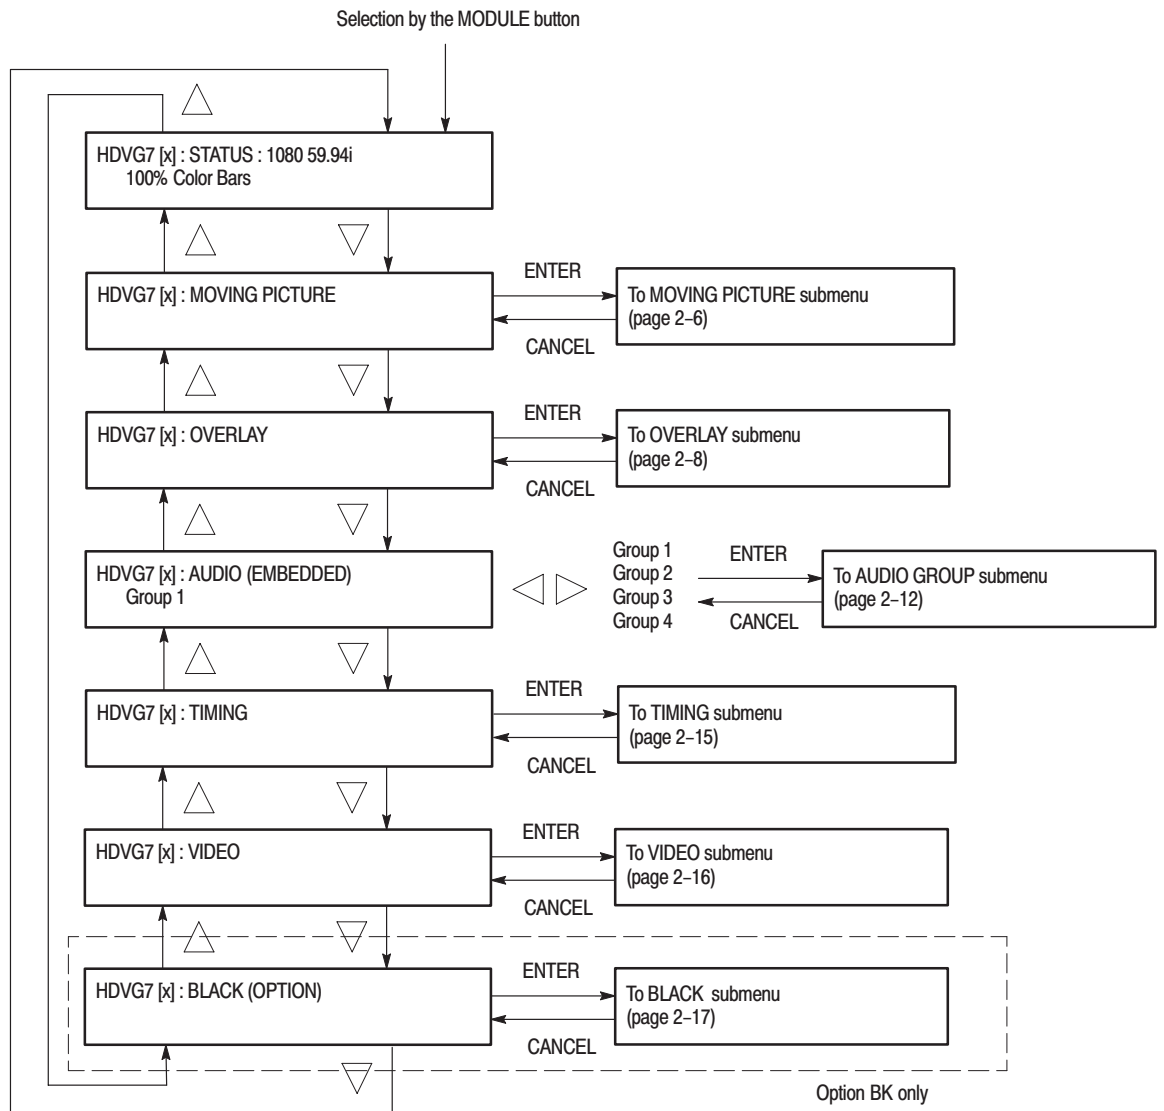 Selection by the MODULE button
HDVG7 [x] : STATUS : 1080 59.94i
100% Color Bars
HDVG7 [x] : MOVING PICTURE
ENTER
CANCEL
To MOVING PICTURE submenu
(page 2–6)
HDVG7 [x] : OVERLAY
ENTER
CANCEL
To OVERLAY submenu
(page 2–8)
HDVG7 [x] : AUDIO (EMBEDDED)
Group 1
Group 1
Group 2
Group 3
Group 4
ENTER
CANCEL
To AUDIO GROUP submenu
(page 2–12)
HDVG7 [x] : TIMING
ENTER
CANCEL
To TIMING submenu
(page 2–15)
HDVG7 [x] : VIDEO
ENTER
CANCEL
To VIDEO submenu
(page 2–16)
HDVG7 [x] : BLACK (OPTION)
ENTER
CANCEL
To BLACK submenu
(page 2–17)
Option BK only